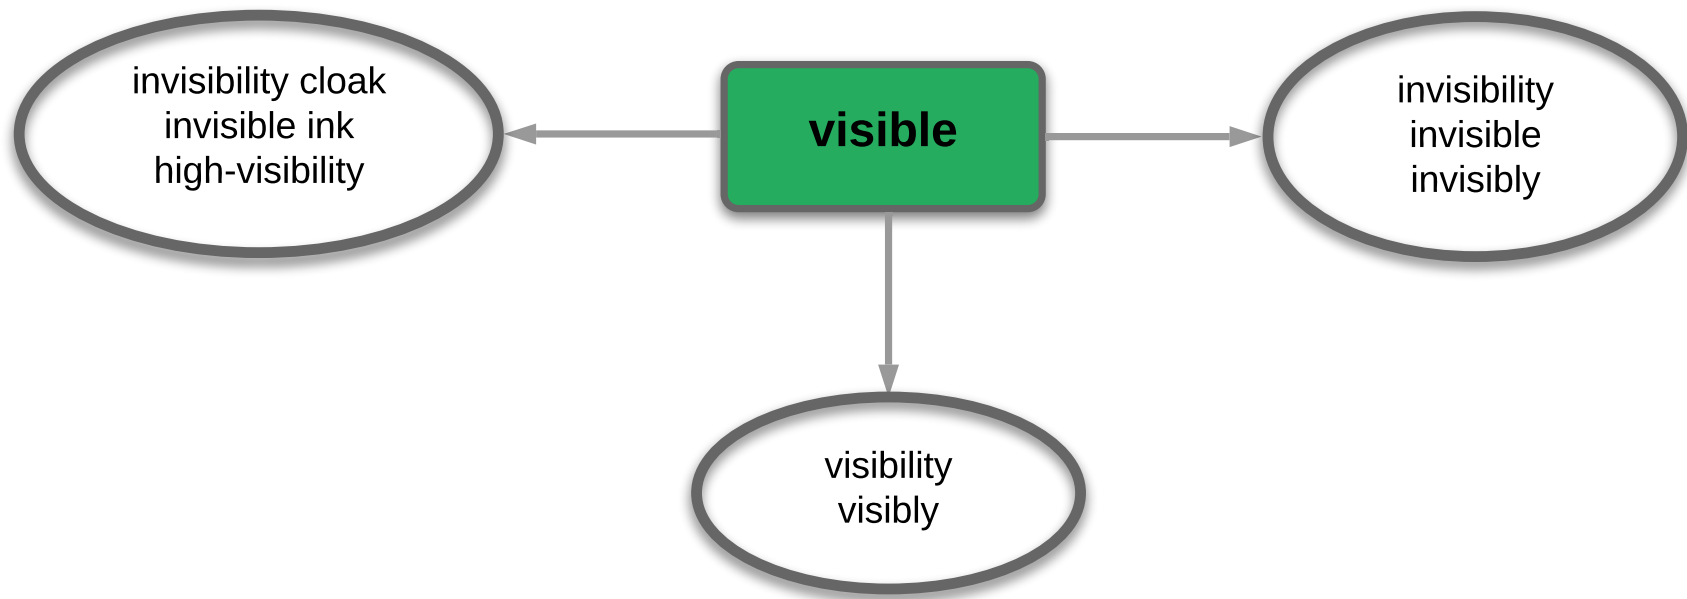 invisibility cloak
invisible ink
high-visibility
visible
invisibility
invisible
invisibly
visibility
visibly